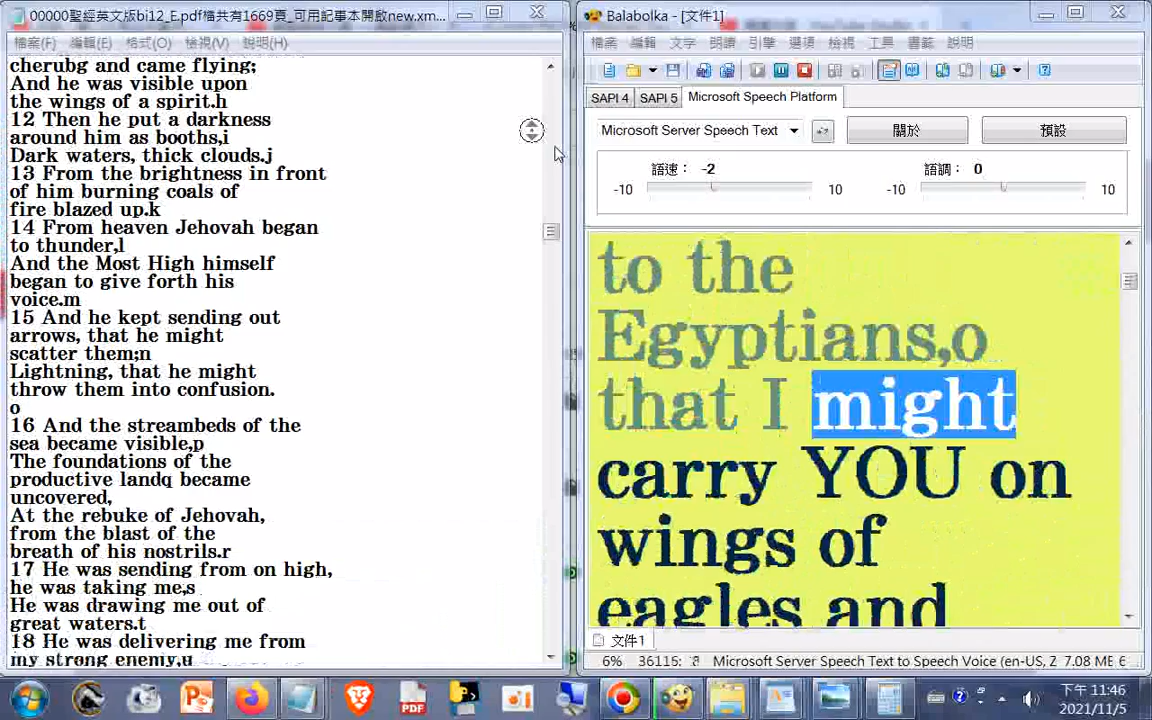 00000聖經英文版bi12_E.pdf檔共有1669頁_可用記事本開啟new.xm...
檔案(F) 編輯(E) 格式(O) 檢視(V) 說明(H)
cherubg and came flying;
And he was visible upon
the wings of a spirit.h
12 Then he put a darkness
around him as booths,i
Dark waters, thick clouds.j
13 From the brightness in front
of him burning coals of
fire blazed up.k
14 From heaven Jehovah began
to thunder,l
And the Most High himself
began to give forth his
voice.m
15 And he kept sending out
arrows, that he might
scatter them;n
Lightning, that he might
throw them into confusion.
o
16 And the streambeds of the
sea became visible,p
The foundations of the
productive landq became
uncovered,
At the rebuke of Jehovah,
from the blast of the
breath of his nostrils.r
17 He was sending from on high,
he was taking me,s
He was drawing me out of
great waters.t
18 He was delivering me from
my strong enemy,u
Balabolka - [文件1]
檔案 編輯 文字 朗讀 引擎 選項 檢視 工具 書籤 說明
SAPI 4 SAPI 5 Microsoft Speech Platform
Microsoft Server Speech Text 關於 預設
語速： -2 語調： 0
-10 10 -10 10
to the
Egyptians,o
that I might
carry YOU on
wings of
eagles and
文件1
6% 36115: Microsoft Server Speech Text to Speech Voice (en-US, Z 7.08 MB 6
下午 11:46
2021/11/5